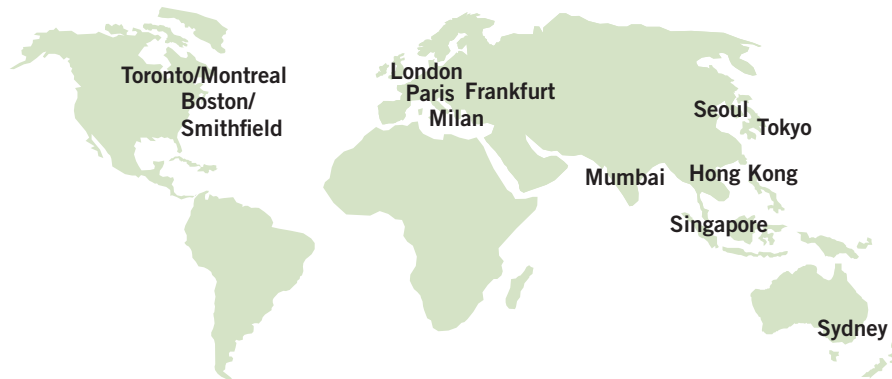 Toronto/Montreal
Boston/
Smithfield
London
Paris
Frankfurt
Milan
Seoul
Tokyo
Mumbai
Hong Kong
Singapore
Sydney